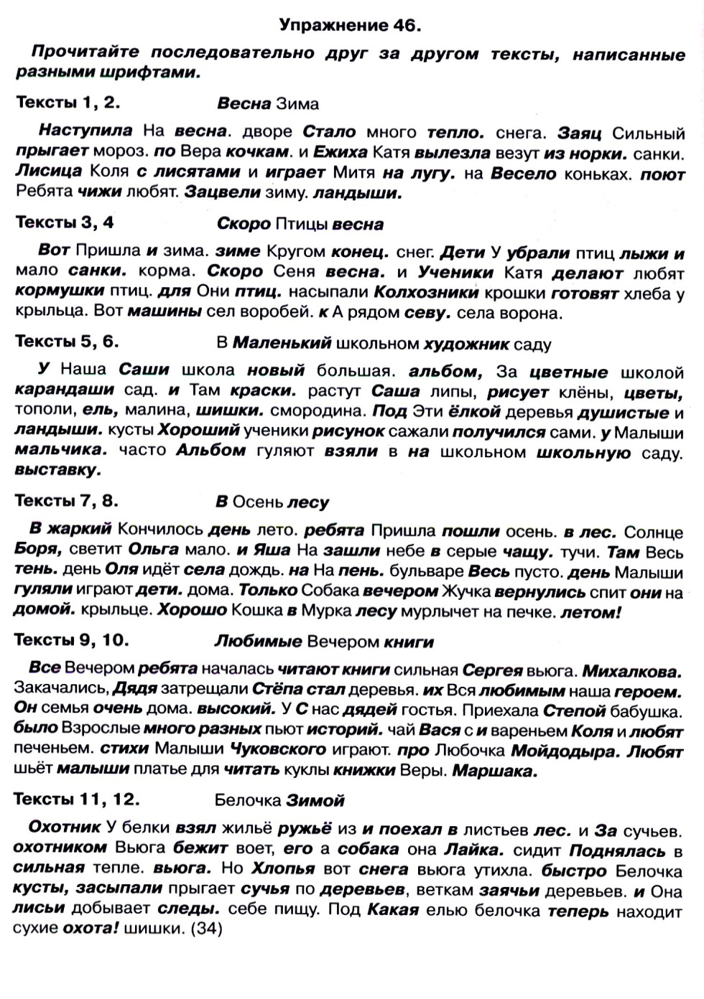 Упражнение 46.
Прочитайте последовательно друг за другом тексты, написанные
разными шрифтами.
Тексты 1, 2. Весна Зима
Наступила На весна. дворе Стало много тепло. снега. Заяц Сильный
прыгает мороз. по Вера кочкам. и Ежиха Катя вылезла везут из норки. санки.
Лисица Коля с лисятами и играет Митя на лугу. на Весело коньках. поют
Ребята чижи любят. Зацвели зиму. ландыши.
Тексты 3, 4 Скоро Птицы весна
Вот Пришла и зима. зиме Кругом конец. снег. Дети У убрали птиц лыжи и
мало санки. корма. Скоро Сеня весна. и Ученики Катя делают любят
кормушки птиц. для Они птиц. насыпали Колхозники крошки готовят хлеба у
крыльца. Вот машины сел воробей. к А рядом севу. села ворона.
Тексты 5, 6. В Маленький школьном художник саду
У Наша Саши школа новый большая. альбом, За цветные школой
карандаши сад. и Там краски. растут Саша липы, рисует клёны, цветы,
тополи, ель, малина, шишки. смородина. Под Эти ёлкой деревья душистые и
ландыши. кусты Хороший ученики рисунок сажали получился сами. у Малыши
мальчика. часто Альбом гуляют взяли в на школьном школьную саду.
выставку.
Тексты 7, 8. В Осень лесу
В жаркий Кончилось день лето. ребята Пришла пошли осень. в лес. Солнце
Боря, светит Ольга мало. и Яша На зашли небе в серые чащу. тучи. Там Весь
тень. день Оля идёт села дождь. на На пень. бульваре Весь пусто. день Малыши
гуляли играют дети. дома. Только Собака вечером Жучка вернулись спит они на
домой. крыльце. Хорошо Кошка в Мурка лесу мурлычет на печке. летом!
Тексты 9, 10. Любимые Вечером книги
Все Вечером ребята началась читают книги сильная Сергея вьюга. Михалкова.
Закачались, Дядя затрещали Стёпа стал деревья. их Вся любимым наша героем.
Он семья очень дома. высокий. У С нас дядей гостья. Приехала Степой бабушка.
было Взрослые много разных пьют историй. чай Вася с и вареньем Коля и любят
печеньем. стихи Малыши Чуковского играют. про Любочка Мойдодыра. Любят
шьёт малыши платье для читать куклы книжки Веры. Маршака.
Тексты 11, 12. Белочка Зимой
Охотник У белки взял жильё ружьё из и поехал в листьев лес. и За сучьев.
охотником Вьюга бежит воет, его а собака она Лайка. сидит Поднялась в
сильная тепле. вьюга. Но Хлопья вот снега вьюга утихла. быстро Белочка
кусты, засыпали прыгает сучья по деревьев, веткам заячьи деревьев. и Она
лисьи добывает следы. себе пищу. Под Какая елью белочка теперь находит
сухие охота! шишки. (34)